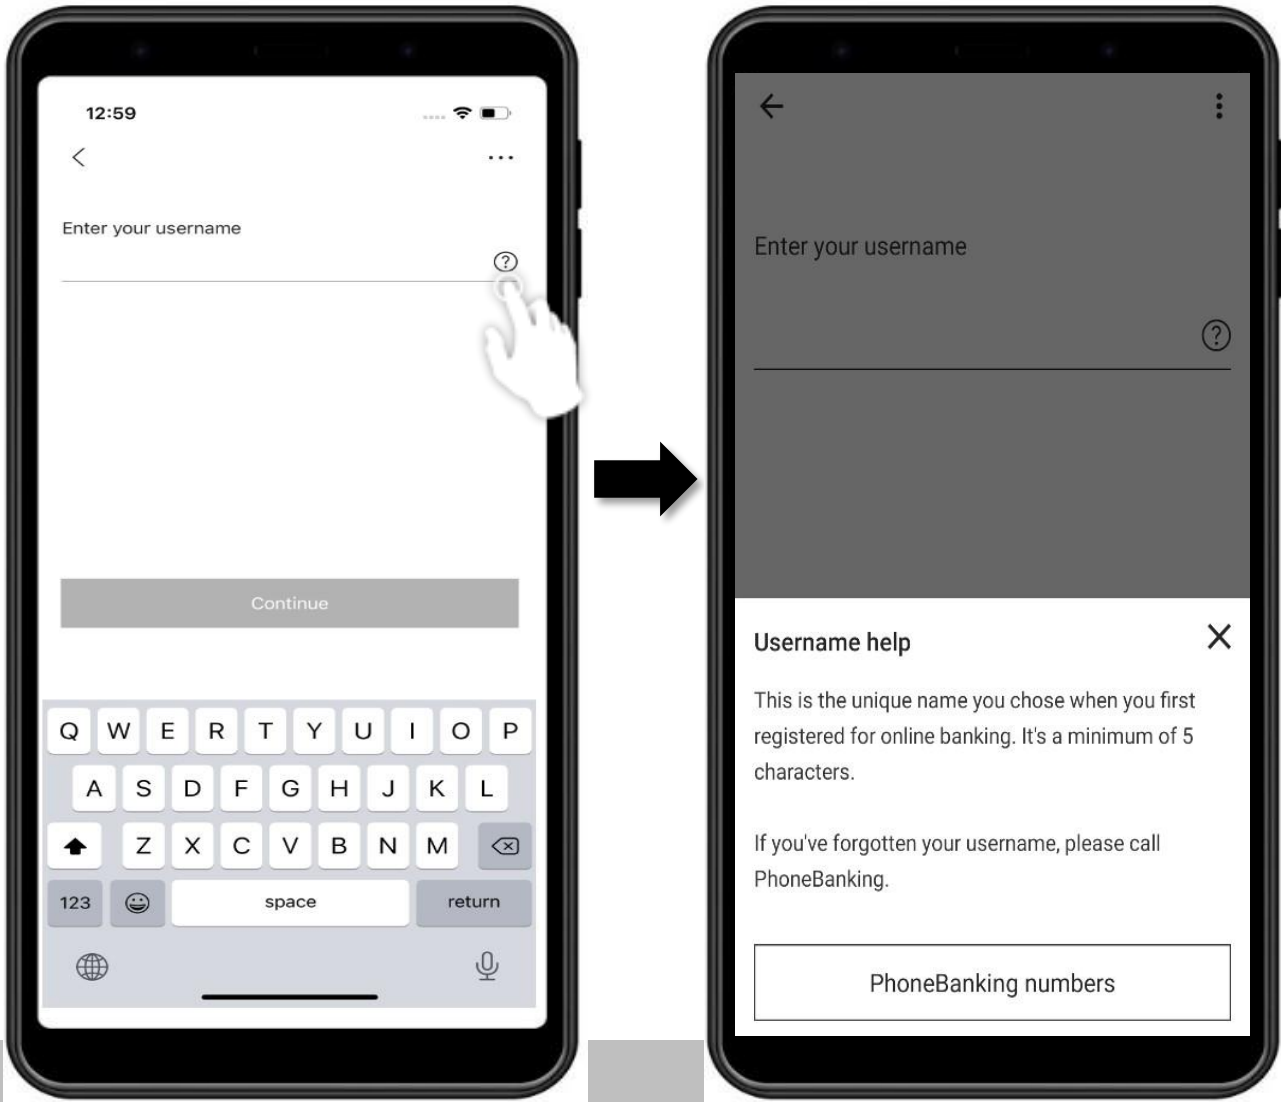 12:59
Enter your username
?
Continue
Q W E R T Y U I O P
A S D F G H J K L
Z X C V B N M
123 space return
Enter your username
?
Username help
This is the unique name you chose when you first
registered for online banking. It's a minimum of 5
characters.
If you've forgotten your username, please call
PhoneBanking.
PhoneBanking numbers